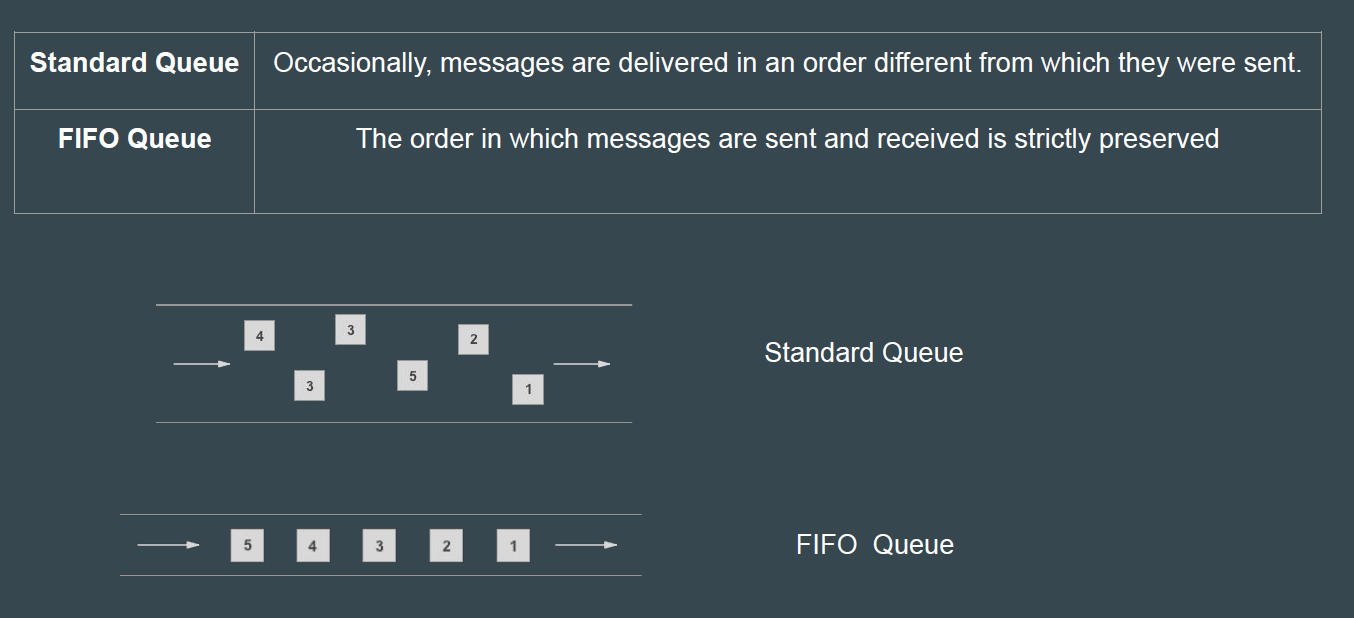 Standard Queue
Occasionally, messages are delivered in an order different from which they were sent.
FIFO Queue
The order in which messages are sent and received is strictly preserved
4
3
3
5
2
1
Standard Queue
5 4 3 2 1
FIFO Queue